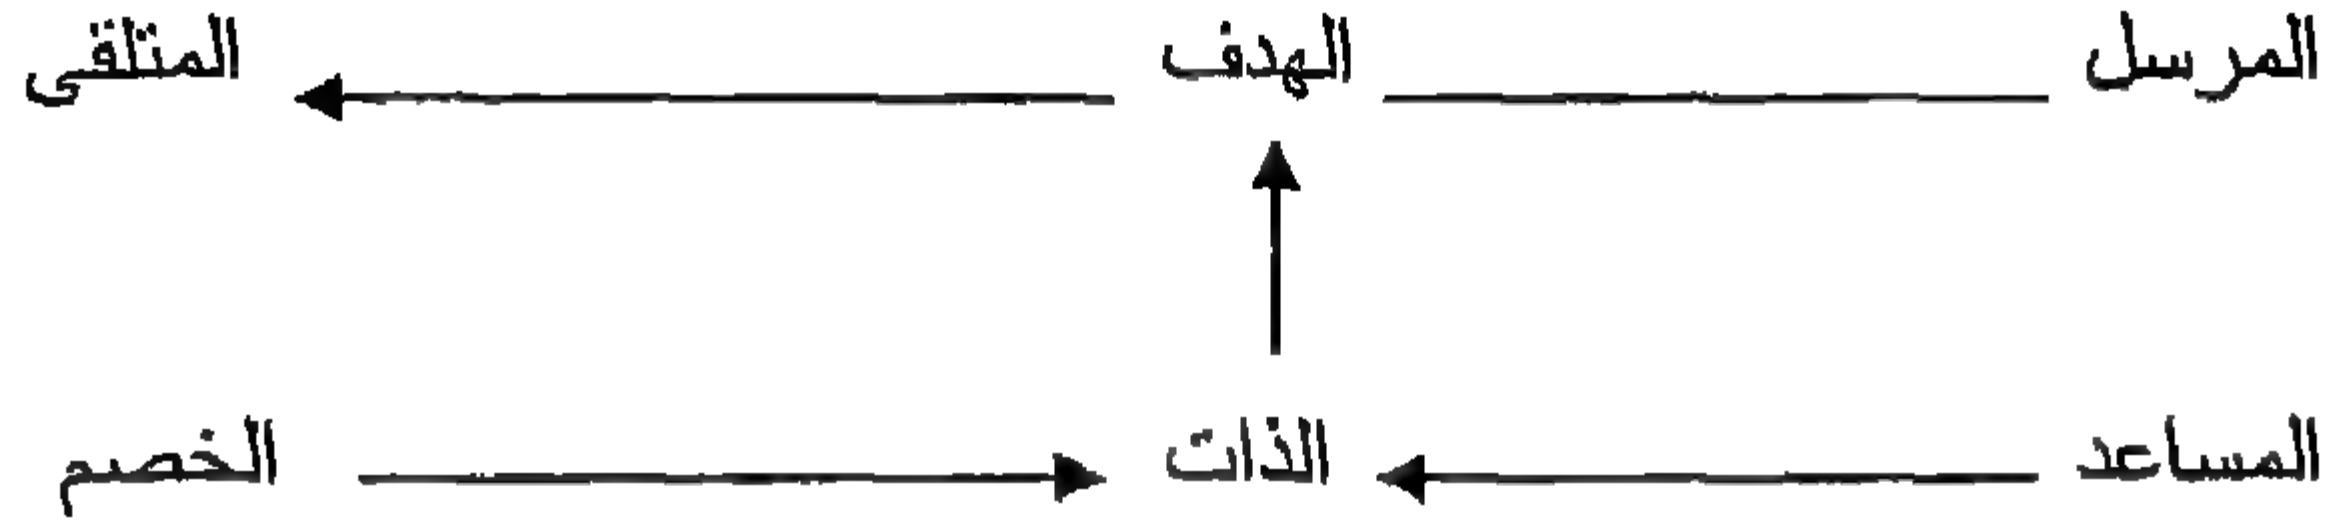 المرسل الهدف المتلقى
المساعد الذات الخصم